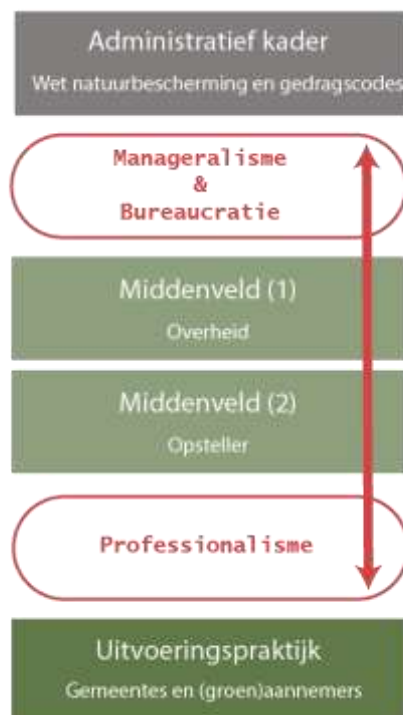 Administratief kader
Wet natuurbescherming en gedragscodes
Manageralisme
&
Bureaucratie
Middenveld (1)
Overheid
Middenveld (2)
Opsteller
Professionalisme
Uitvoeringspraktijk
Gemeentes en (groen)aannemers